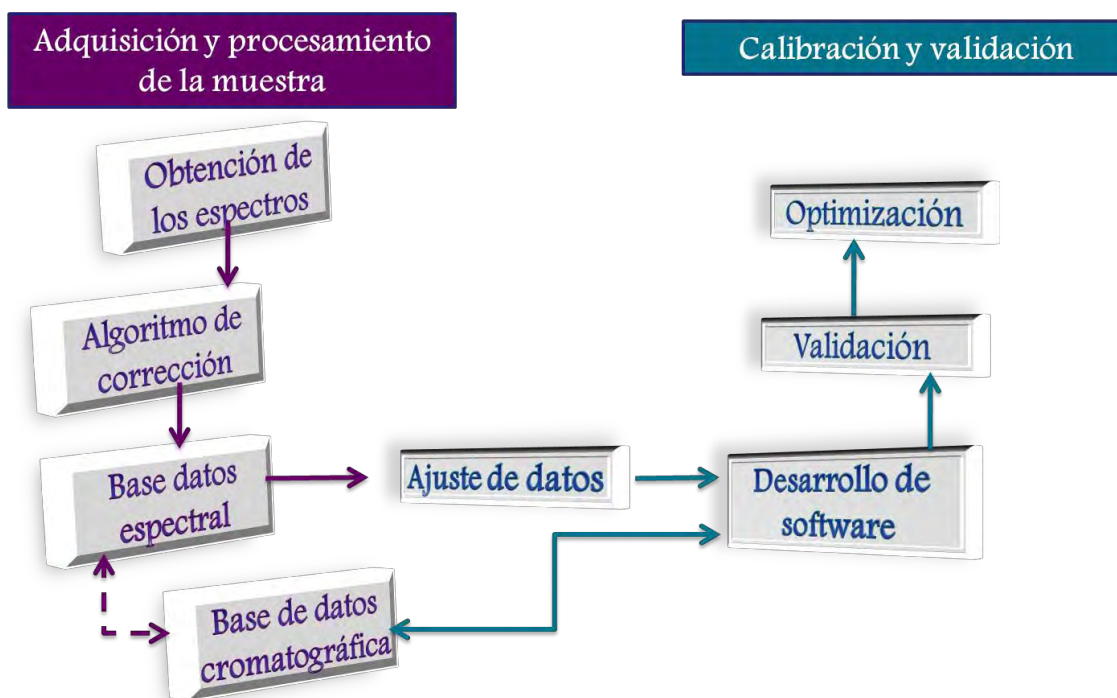 Adquisición y procesamiento
de la muestra
Calibración y validación
Obtención de
los espectros
Optimización
Algoritmo de
corrección
Validación
Base datos
espectral
Ajuste de datos
Desarrollo de
software
Base de datos
cromatográfica